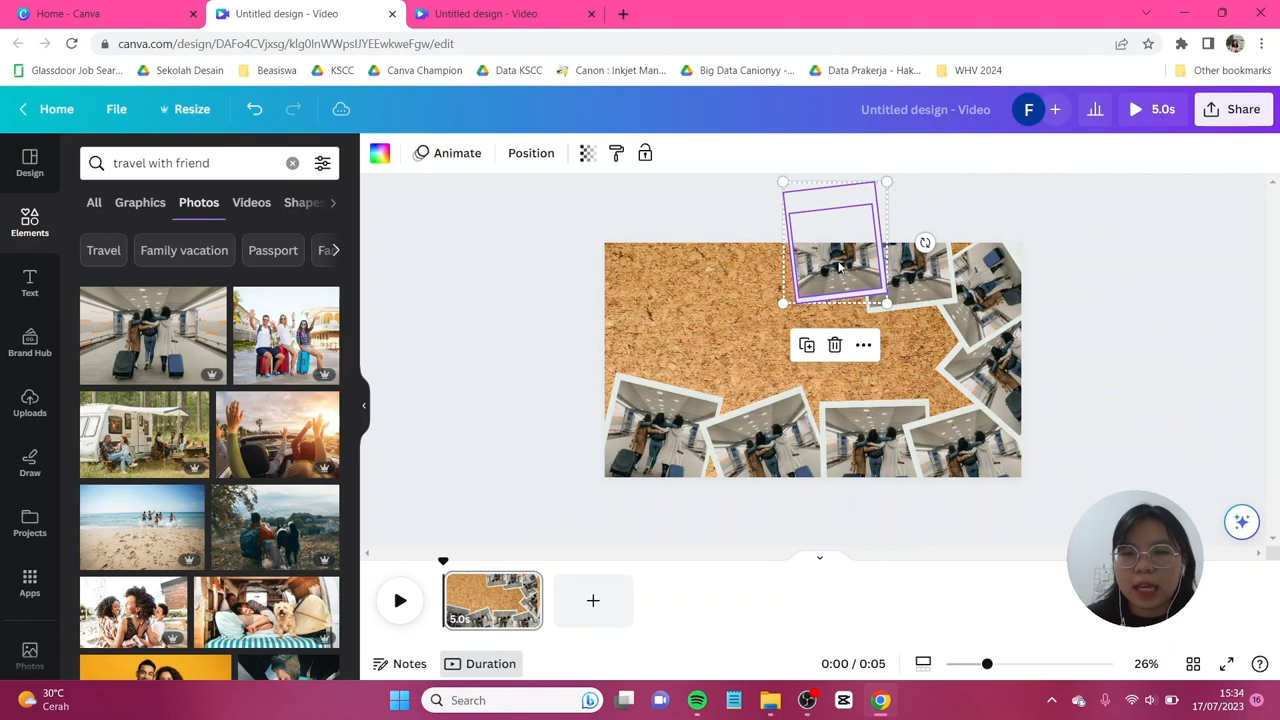 Home - Canva
Untitled design - Video
Untitled design - Video
canva.com/design/DAFo4CVjxsg/klg0InWWpsIJYEEwkweFgw/edit
Glassdoor Job Sear...
Sekolah Desain
Beasiswa
KSCC
Canva Champion
Data KSCC
Canon : Inkjet Man...
Big Data Canionyy -...
Data Prakerja - Hak...
WHV 2024
Other bookmarks
Home
File
Resize
Untitled design - Video
F
5.0s
Share
Design
Elements
Text
Brand Hub
Uploads
Draw
Projects
Apps
Photos
travel with friend
All
Graphics
Photos
Videos
Shapes
Travel
Family vacation
Passport
Animate
Position
5.0s
Notes
Duration
0:00 / 0:05
26%
30°C
Cerah
Search
15:34
17/07/2023
16